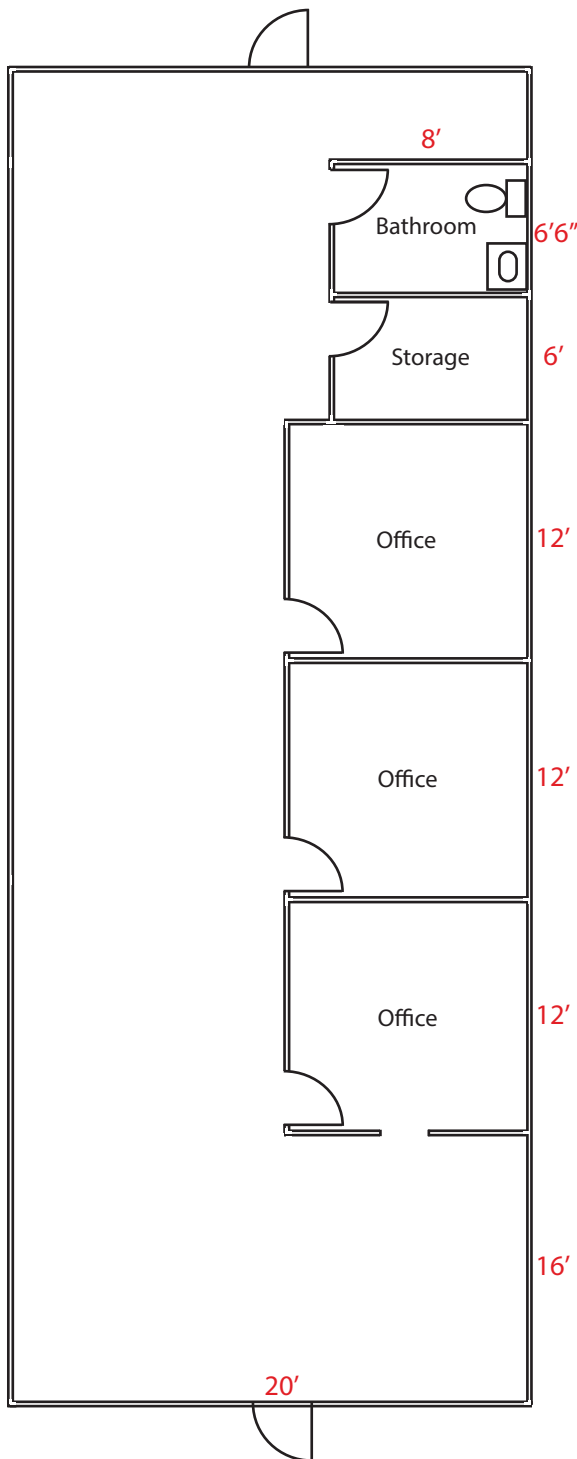 8’
Bathroom
6’6”
Storage
6’
Office
12’
Office
12’
Office
12’
16’
20’